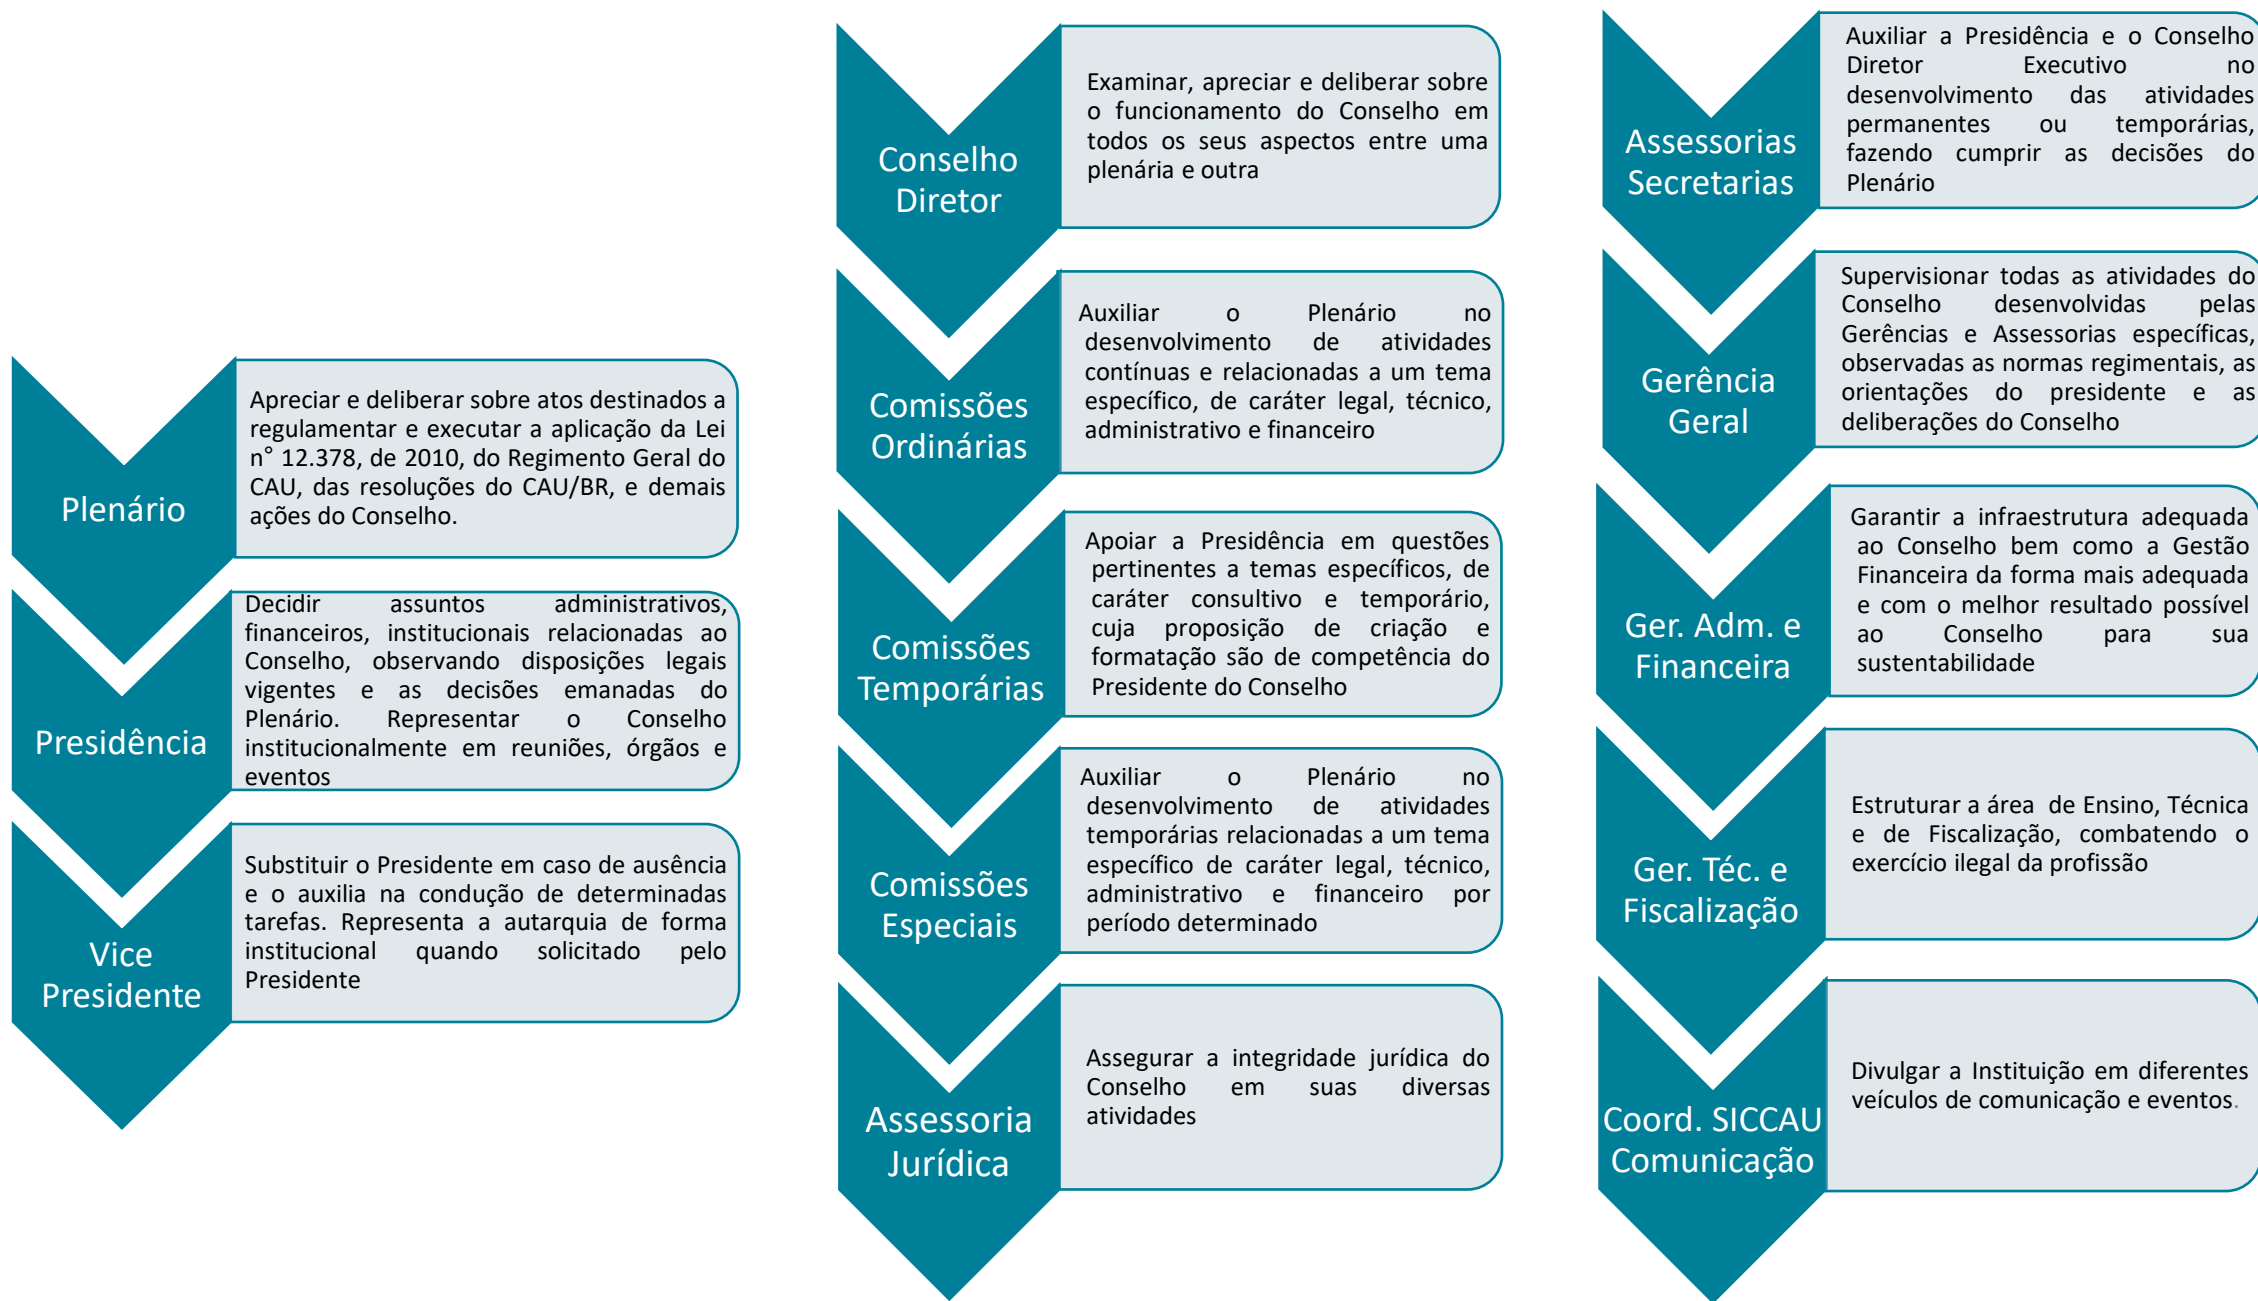 Plenário
Apreciar e deliberar sobre atos destinados a
regulamentar e executar a aplicação da Lei
n° 12.378, de 2010, do Regimento Geral do
CAU, das resoluções do CAU/BR, e demais
ações do Conselho.
Presidência
Decidir assuntos administrativos,
financeiros, institucionais relacionadas ao
Conselho, observando disposições legais
vigentes e as decisões emanadas do
Plenário. Representar o Conselho
institucionalmente em reuniões, órgãos e
eventos
Vice
Presidente
Substituir o Presidente em caso de ausência
e o auxilia na condução de determinadas
tarefas. Representa a autarquia de forma
institucional quando solicitado pelo
Presidente
Conselho
Diretor
Examinar, apreciar e deliberar sobre
o funcionamento do Conselho em
todos os seus aspectos entre uma
plenária e outra
Comissões
Ordinárias
Auxiliar o Plenário no
desenvolvimento de atividades
contínuas e relacionadas a um tema
específico, de caráter legal, técnico,
administrativo e financeiro
Comissões
Temporárias
Apoiar a Presidência em questões
pertinentes a temas específicos, de
caráter consultivo e temporário,
cuja proposição de criação e
formatação são de competência do
Presidente do Conselho
Comissões
Especiais
Auxiliar o Plenário no
desenvolvimento de atividades
temporárias relacionadas a um tema
específico de caráter legal, técnico,
administrativo e financeiro por
período determinado
Assessoria
Jurídica
Assegurar a integridade jurídica do
Conselho em suas diversas
atividades
Assessorias
Secretarias
Auxiliar a Presidência e o Conselho
Diretor Executivo no
desenvolvimento das atividades
permanentes ou temporárias,
fazendo cumprir as decisões do
Plenário
Gerência
Geral
Supervisionar todas as atividades do
Conselho desenvolvidas pelas
Gerências e Assessorias específicas,
observadas as normas regimentais, as
orientações do presidente e as
deliberações do Conselho
Ger. Adm. e
Financeira
Garantir a infraestrutura adequada
ao Conselho bem como a Gestão
Financeira da forma mais adequada
e com o melhor resultado possível
ao Conselho para sua
sustentabilidade
Ger. Téc. e
Fiscalização
Estruturar a área de Ensino, Técnica
e de Fiscalização, combatendo o
exercício ilegal da profissão
Coord. SICCAU
Comunicação
Divulgar a Instituição em diferentes
veículos de comunicação e eventos.